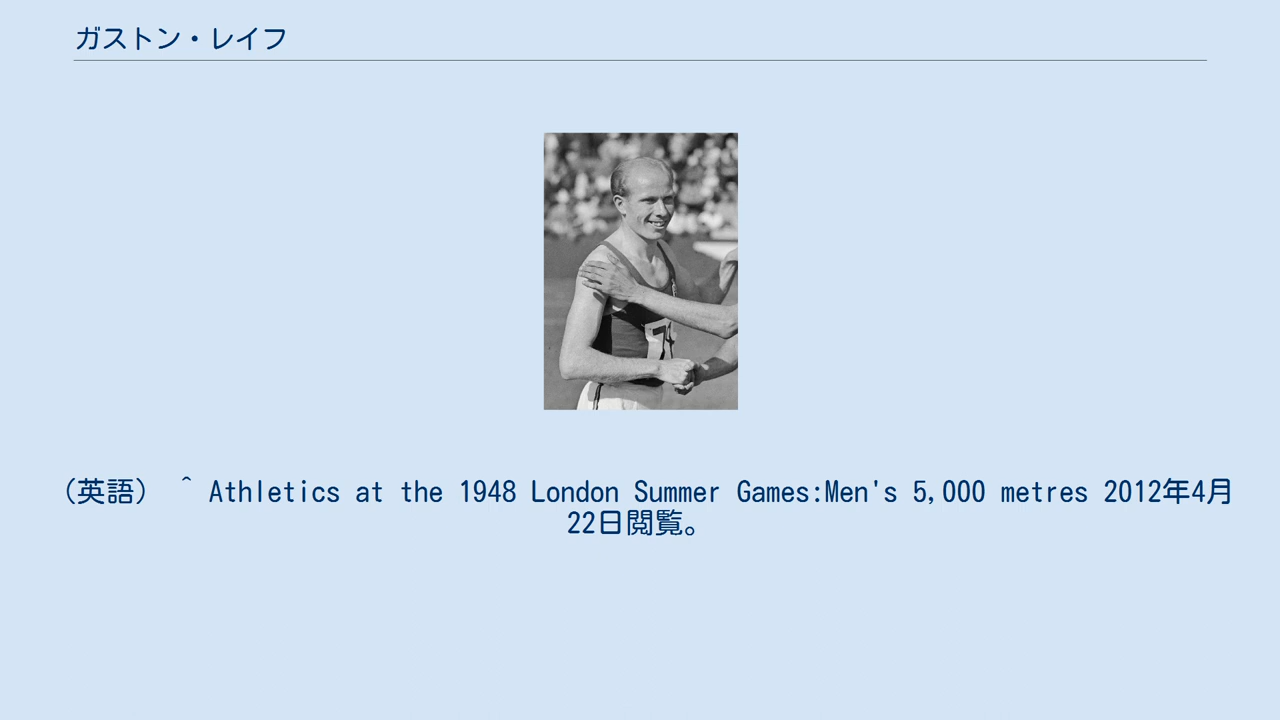 ガストン・レイフ
7
（英語） ^ Athletics at the 1948 London Summer Games:Men's 5,000 metres 2012年4月
22日閲覧。